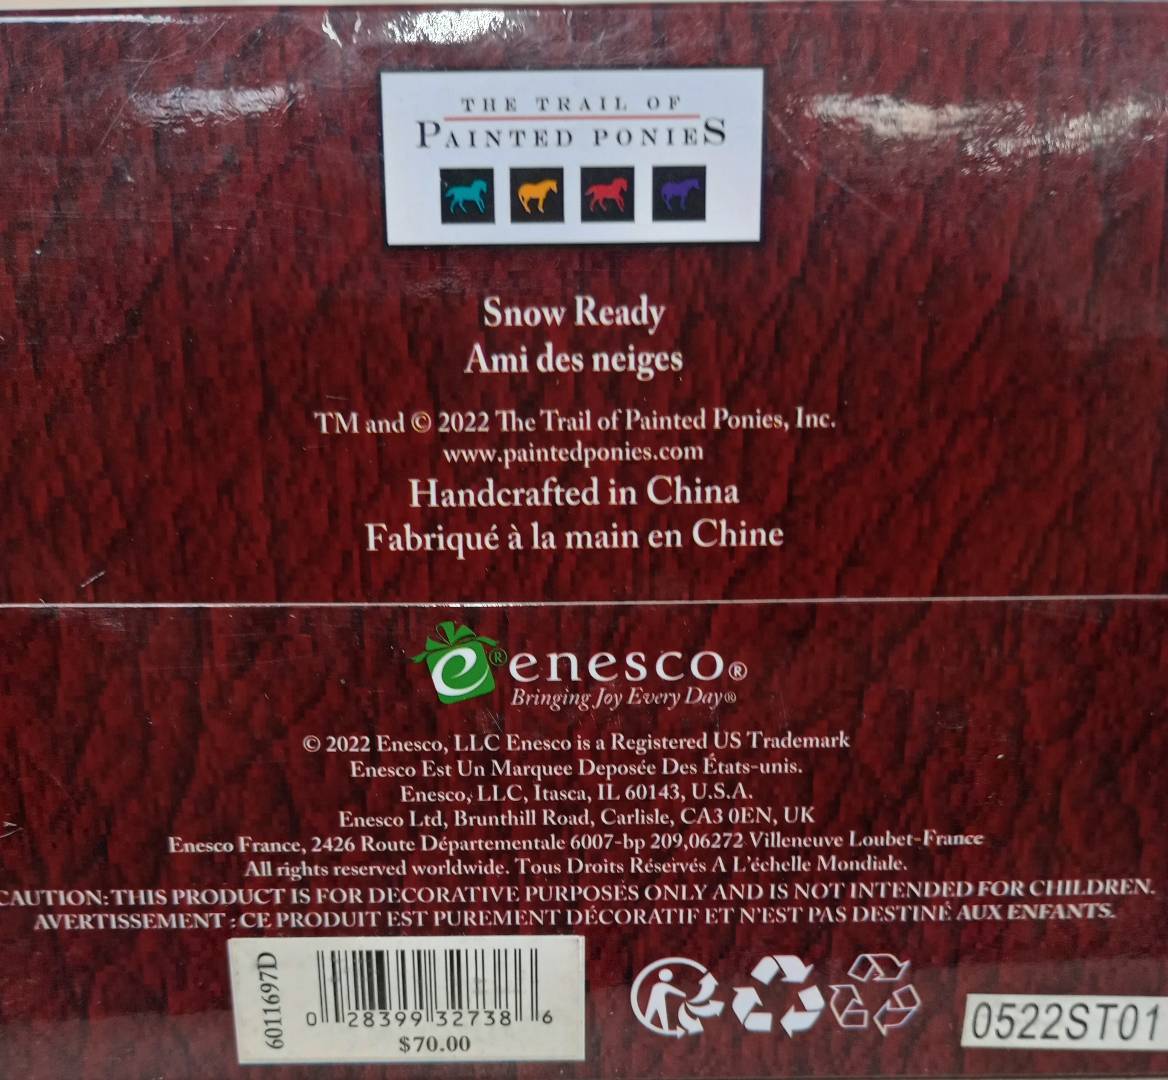 THE TRAIL OF
PAINTED PONIES
Snow Ready
Ami des neiges
TM and © 2022 The Trail of Painted Ponies, Inc.
www.paintedponies.com
Handcrafted in China
Fabriqué à la main en Chine
e® enesco®
Bringing Joy Every Day®
© 2022 Enesco, LLC Enesco is a Registered US Trademark
Enesco Est Un Marquee Deposée Des États-unis.
Enesco, LLC, Itasca, IL 60143, U.S.A.
Enesco Ltd, Brunthill Road, Carlisle, CA3 0EN, UK
Enesco France, 2426 Route Départementale 6007-bp 209,06272 Villeneuve Loubet-France
All rights reserved worldwide. Tous Droits Réservés A L'échelle Mondiale.
CAUTION: THIS PRODUCT IS FOR DECORATIVE PURPOSES ONLY AND IS NOT INTENDED FOR CHILDREN.
AVERTISSEMENT : CE PRODUIT EST PUREMENT DÉCORATIF ET N'EST PAS DESTINÉ AUX ENFANTS.
6011697D
0 28399 32738 6
$70.00
0522ST01